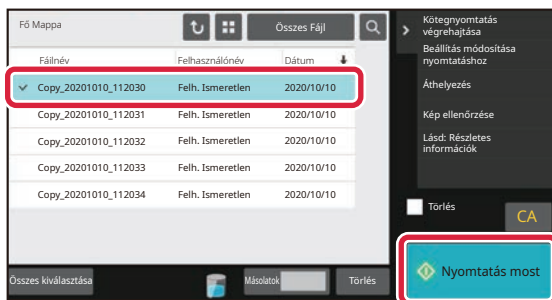 Fő Mappa
Összes Fájl
Fájlnév Felhasználónév Dátum
Copy_20201010_112030 Felh. Ismeretlen 2020/10/10
Copy_20201010_112031 Felh. Ismeretlen 2020/10/10
Copy_20201010_112032 Felh. Ismeretlen 2020/10/10
Copy_20201010_112033 Felh. Ismeretlen 2020/10/10
Copy_20201010_112034 Felh. Ismeretlen 2020/10/10
Összes kiválasztása
Másolatok
Törlés
Kötegnyomtatás
végrehajtása
Beállítás módosítása
nyomtatáshoz
Áthelyezés
Kép ellenőrzése
Lásd: Részletes
információk
Törlés
CA
Nyomtatás most